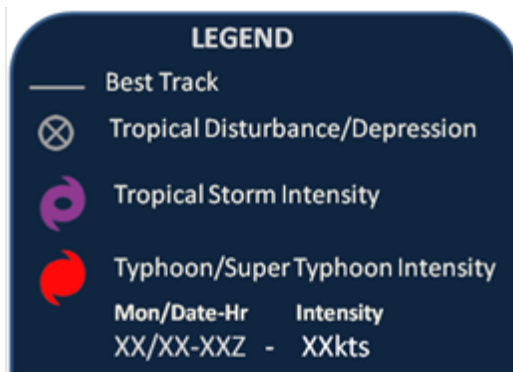 LEGEND
Best Track
Tropical Disturbance/Depression
Tropical Storm Intensity
Typhoon/Super Typhoon Intensity
Mon/Date-Hr Intensity
XX/XX-XXZ - XXkts